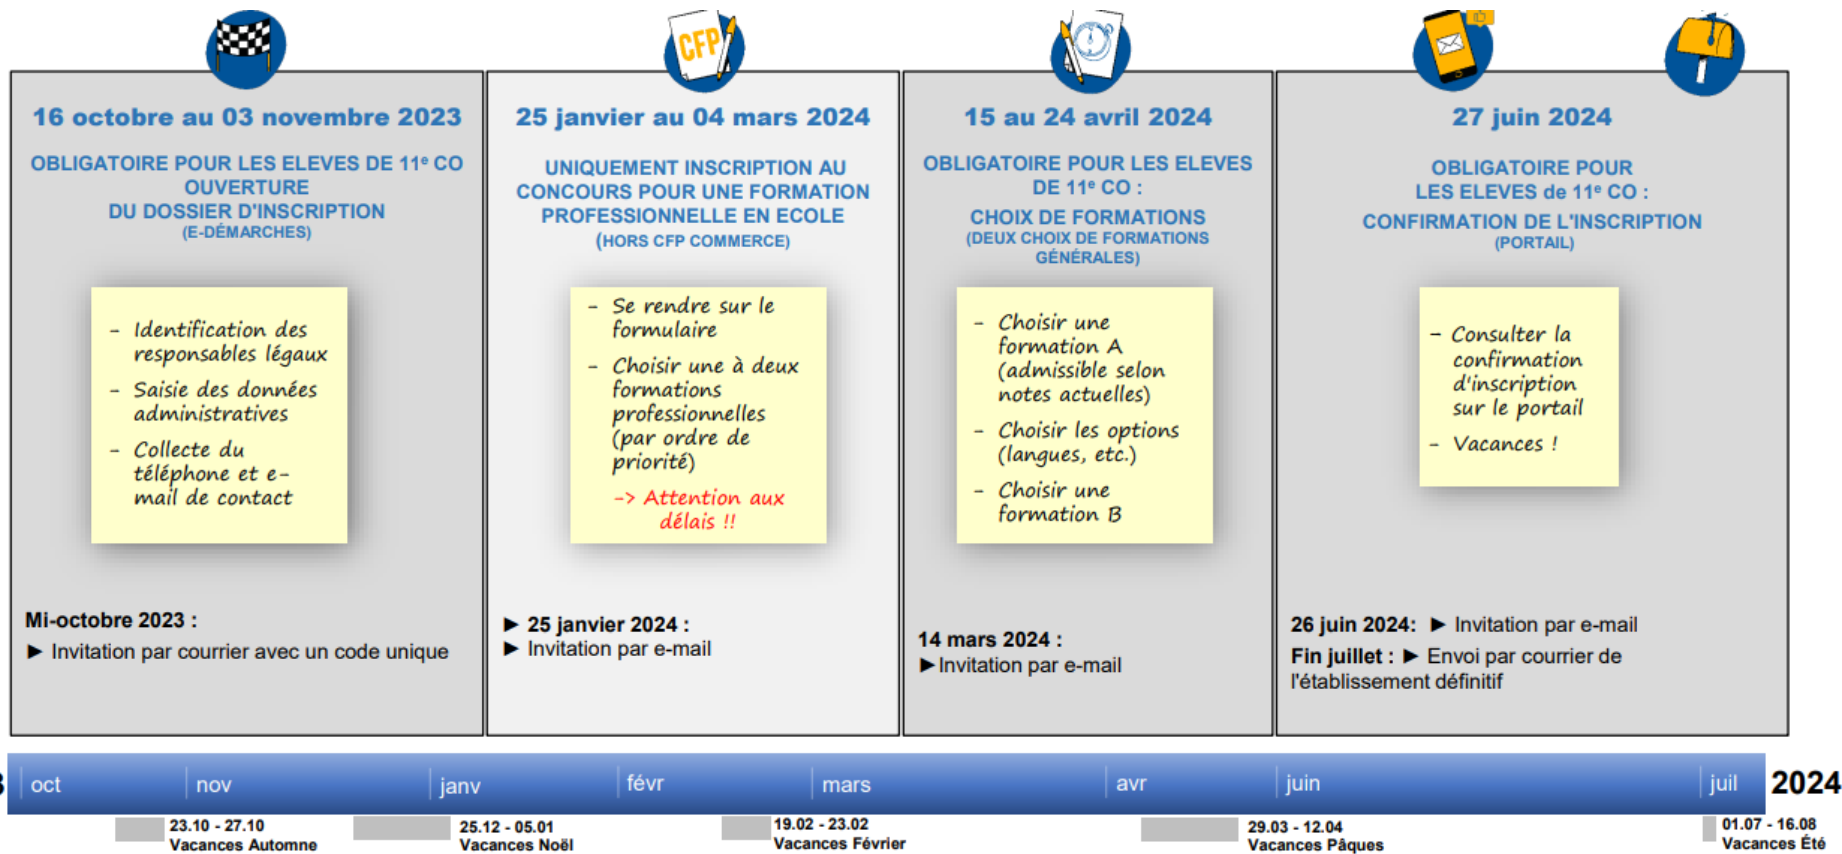 CFP
16 octobre au 03 novembre 2023
OBLIGATOIRE POUR LES ELEVES DE 11e CO
OUVERTURE
DU DOSSIER D'INSCRIPTION
(E-DÉMARCHES)
- Identification des
responsables légaux
- Saisie des données
administratives
- Collecte du
téléphone et e-
mail de contact
Mi-octobre 2023 :
► Invitation par courrier avec un code unique
25 janvier au 04 mars 2024
UNIQUEMENT INSCRIPTION AU
CONCOURS POUR UNE FORMATION
PROFESSIONNELLE EN ECOLE
(HORS CFP COMMERCE)
- Se rendre sur le
formulaire
- Choisir une à deux
formations
professionnelles
(par ordre de
priorité)
-> Attention aux
délais !!
► 25 janvier 2024 :
► Invitation par e-mail
15 au 24 avril 2024
OBLIGATOIRE POUR LES ELEVES
DE 11e CO :
CHOIX DE FORMATIONS
(DEUX CHOIX DE FORMATIONS
GÉNÉRALES)
- Choisir une
formation A
(admissible selon
notes actuelles)
- Choisir les options
(langues, etc.)
- Choisir une
formation B
14 mars 2024 :
►Invitation par e-mail
27 juin 2024
OBLIGATOIRE POUR
LES ELEVES de 11e CO :
CONFIRMATION DE L'INSCRIPTION
(PORTAIL)
- Consulter la
confirmation
d'inscription
sur le portail
- Vacances !
26 juin 2024: ► Invitation par e-mail
Fin juillet : ► Envoi par courrier de
l'établissement définitif
3 oct nov janv févr mars avr juin juil 2024
23.10 - 27.10
Vacances Automne
25.12 - 05.01
Vacances Noël
19.02 - 23.02
Vacances Février
29.03 - 12.04
Vacances Pâques
01.07 - 16.08
Vacances Été